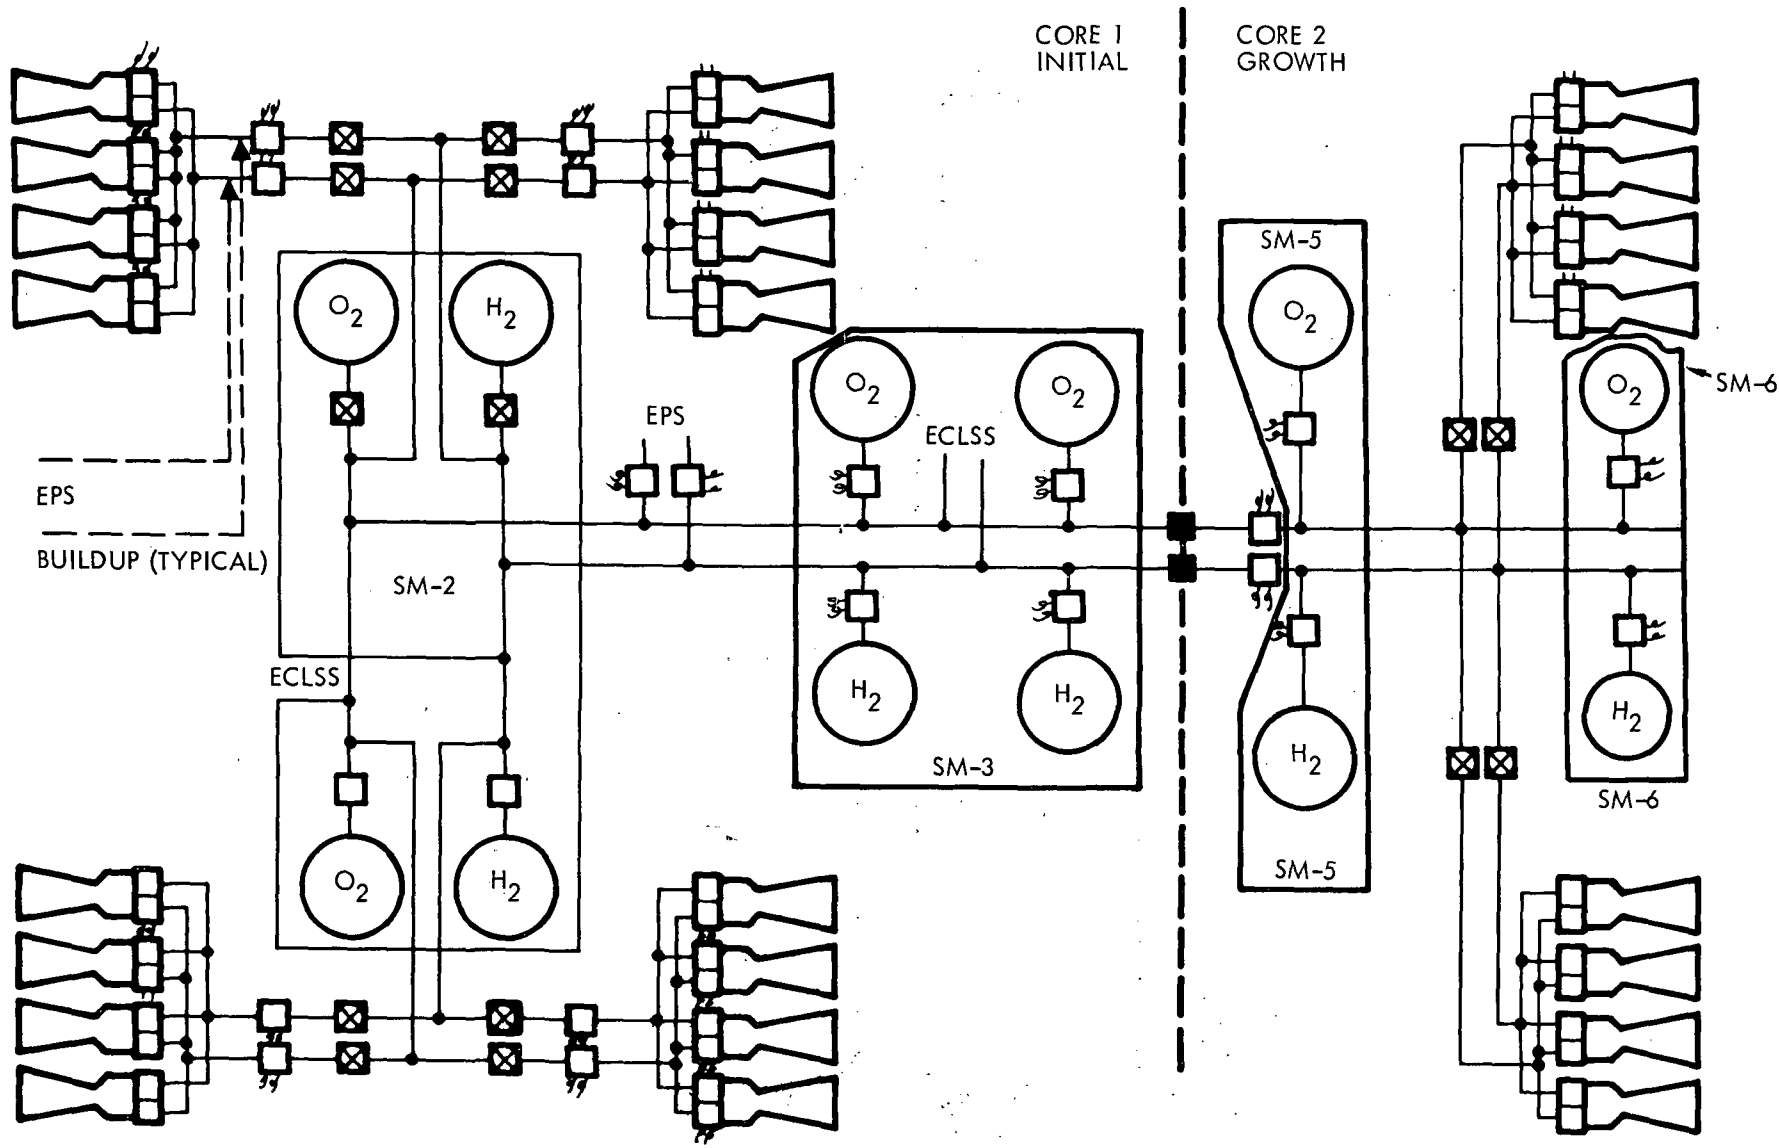 CORE 1
INITIAL
CORE 2
GROWTH
SM-5
O2
H2
O2
O2
O2
O2
SM-6
EPS
ECLSS
EPS
BUILDUP (TYPICAL)
SM-2
ECLSS
H2
H2
H2
H2
SM-3
SM-6
O2
H2
SM-5